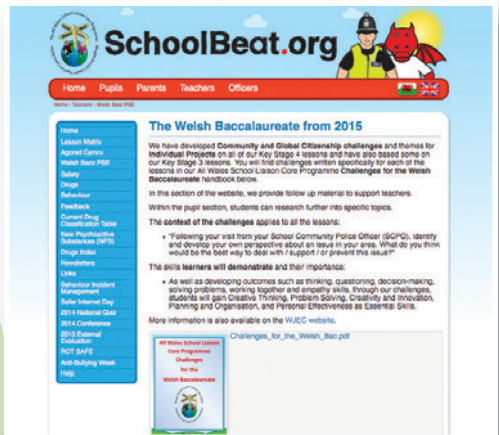 SchoolBeat.org
Home Pupils Parents Teachers Officers
Home - Teachers - Welsh Bacc PSE
Home
Lesson Matrix
Agored Cymru
Welsh Bacc PSE
Safety
Drugs
Behaviour
Feedback
Current Drug
Classification Table
New Psychoactive
Substances (NPS)
Drugs Index
Newsletters
Links
Behaviour Incident
Management
Safer Internet Day
2014 National Quiz
2014 Conference
2010 External
Evaluation
RCT SAFE
Anti-Bullying Week
Help
The Welsh Baccalaureate from 2015
We have developed Community and Global Citizenship challenges and themes for
Individual Projects on all of our Key Stage 4 lessons and have also based some on
our Key Stage 3 lessons. You will find challenges written specifically for each of the
lessons in our All Wales School Liaison Core Programme Challenges for the Welsh
Baccalaureate handbook below.
In this section of the website, we provide follow up material to support teachers.
Within the pupil section, students can research further into specific topics.
The context of the challenges applies to all the lessons:
• "Following your visit from your School Community Police Officer (SCPO), identify
and develop your own perspective about an issue in your area. What do you think
would be the best way to deal with / support / or prevent this issue?"
The skills learners will demonstrate and their importance:
• As well as developing outcomes such as thinking, questioning, decision-making,
solving problems, working together and empathy skills, through our challenges,
students will gain Creative Thinking, Problem Solving, Creativity and Innovation,
Planning and Organisation, and Personal Effectiveness as Essential Skills.
More information is also available on the WJEC website.
All Wales School Liaison
Core Programme
Challenges
for the
Welsh Baccalaureate
Challenges_for_the_Welsh_Bac.pdf